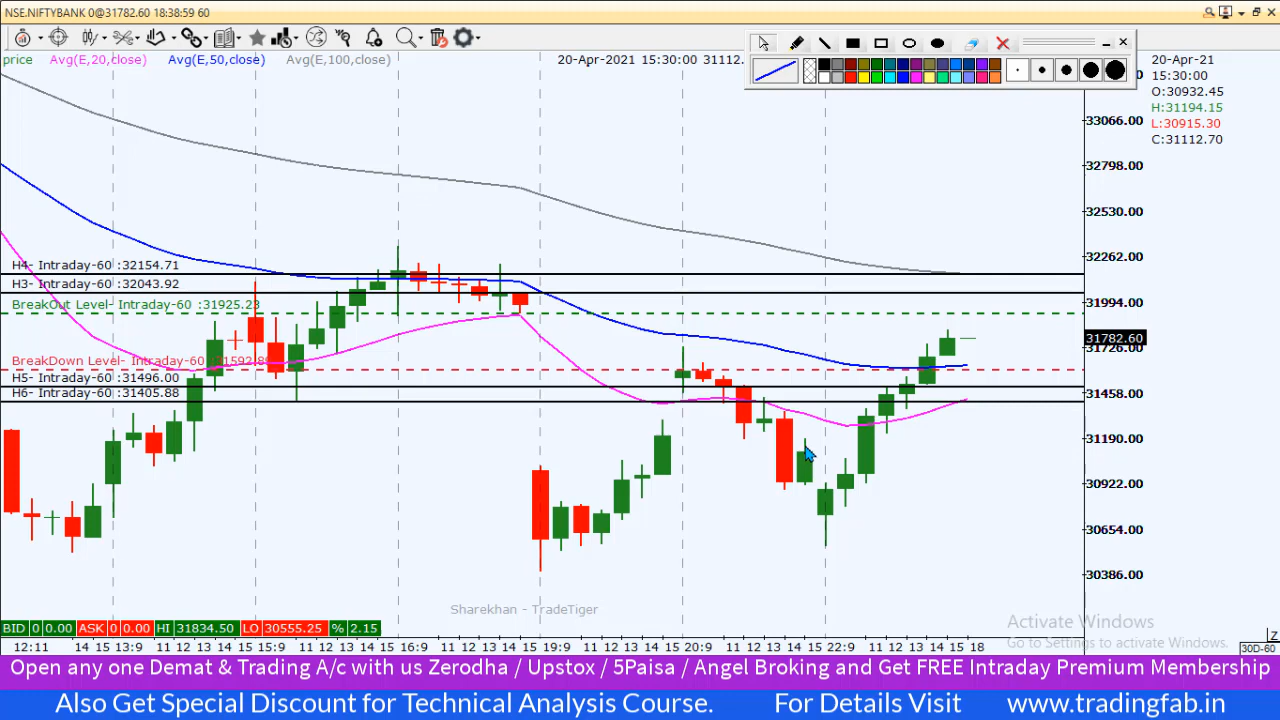 NSE.NIFTYBANK 0@31782.60 18:38:59 60
price Avg(E,20,close) Avg(E,50,close) Avg(E,100,close)
20-Apr-2021 15:30:00 31112.
20-Apr-21
15:30:00
O:30932.45
H:31194.15
L:30915.30
C:31112.70
33066.00
32798.00
32530.00
32262.00
31994.00
31782.60
31726.00
31458.00
31190.00
30922.00
30654.00
30386.00
H4- Intraday-60 :32154.71
H3- Intraday-60 :32043.92
BreakOut Level- Intraday-60 :31925.23
BreakDown Level- Intraday-60
H5- Intraday-60 :31496.00
H6- Intraday-60 :31405.88
Sharekhan - TradeTiger
BID 0 0.00 ASK 0 0.00 HI 31834.50 LO 30555.25 % 2.15
Activate Windows
Go to Settings to activate Windows.
12:11 14 15 13:9 11 12 14 15 15:9 11 12 14 15 16:9 11 12 14 15 19:9 11 12 14 15 20:9 11 12 14 15 22:9 11 12 13 14 15 18
Z
30D-60
Open any one Demat & Trading A/c with us Zerodha / Upstox / 5Paisa / Angel Broking and Get FREE Intraday Premium Membership
Also Get Special Discount for Technical Analysis Course. For Details Visit www.tradingfab.in